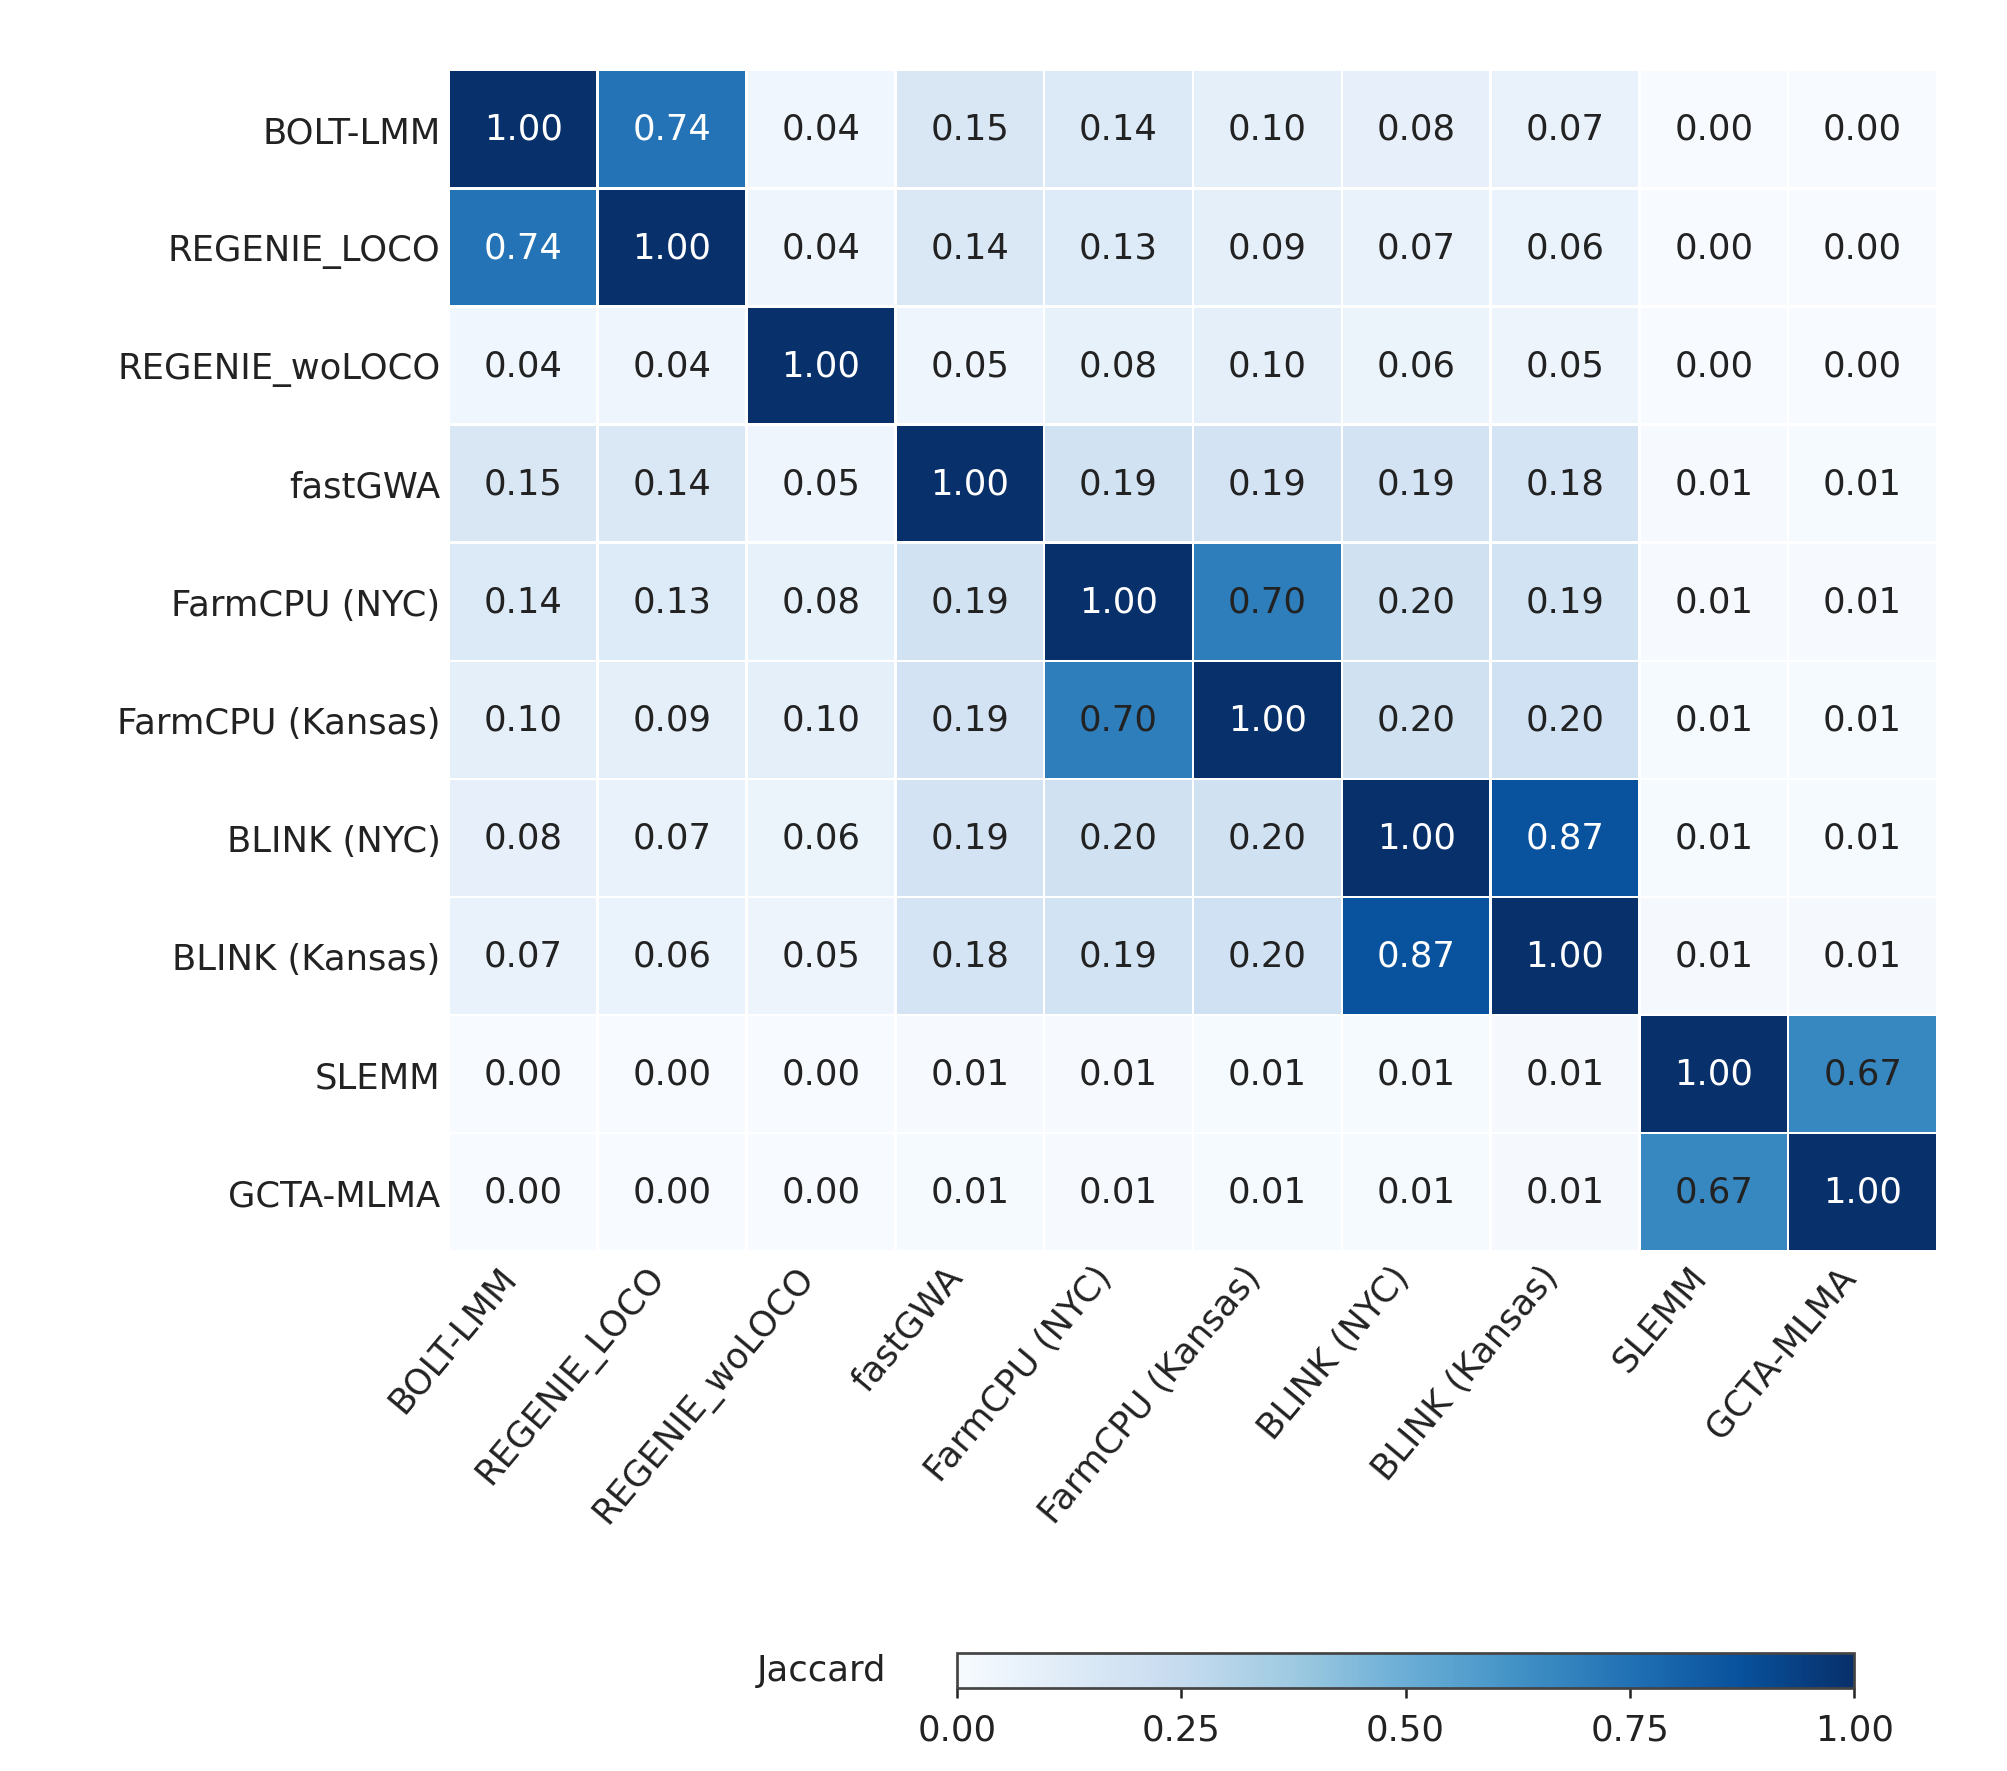 BOLT-LMM 1.00 0.74 0.04 0.15 0.14 0.10 0.08 0.07 0.00 0.00
REGENIE_LOCO 0.74 1.00 0.04 0.14 0.13 0.09 0.07 0.06 0.00 0.00
REGENIE_woLOCO 0.04 0.04 1.00 0.05 0.08 0.10 0.06 0.05 0.00 0.00
fastGWA 0.15 0.14 0.05 1.00 0.19 0.19 0.19 0.18 0.01 0.01
FarmCPU (NYC) 0.14 0.13 0.08 0.19 1.00 0.70 0.20 0.19 0.01 0.01
FarmCPU (Kansas) 0.10 0.09 0.10 0.19 0.70 1.00 0.20 0.20 0.01 0.01
BLINK (NYC) 0.08 0.07 0.06 0.19 0.20 0.20 1.00 0.87 0.01 0.01
BLINK (Kansas) 0.07 0.06 0.05 0.18 0.19 0.20 0.87 1.00 0.01 0.01
SLEMM 0.00 0.00 0.00 0.01 0.01 0.01 0.01 0.01 1.00 0.67
GCTA-MLMA 0.00 0.00 0.00 0.01 0.01 0.01 0.01 0.01 0.67 1.00
BOLT-LMM
REGENIE_LOCO
REGENIE_woLOCO
fastGWA
FarmCPU (NYC)
FarmCPU (Kansas)
BLINK (NYC)
BLINK (Kansas)
SLEMM
GCTA-MLMA
Jaccard
0.00 0.25 0.50 0.75 1.00